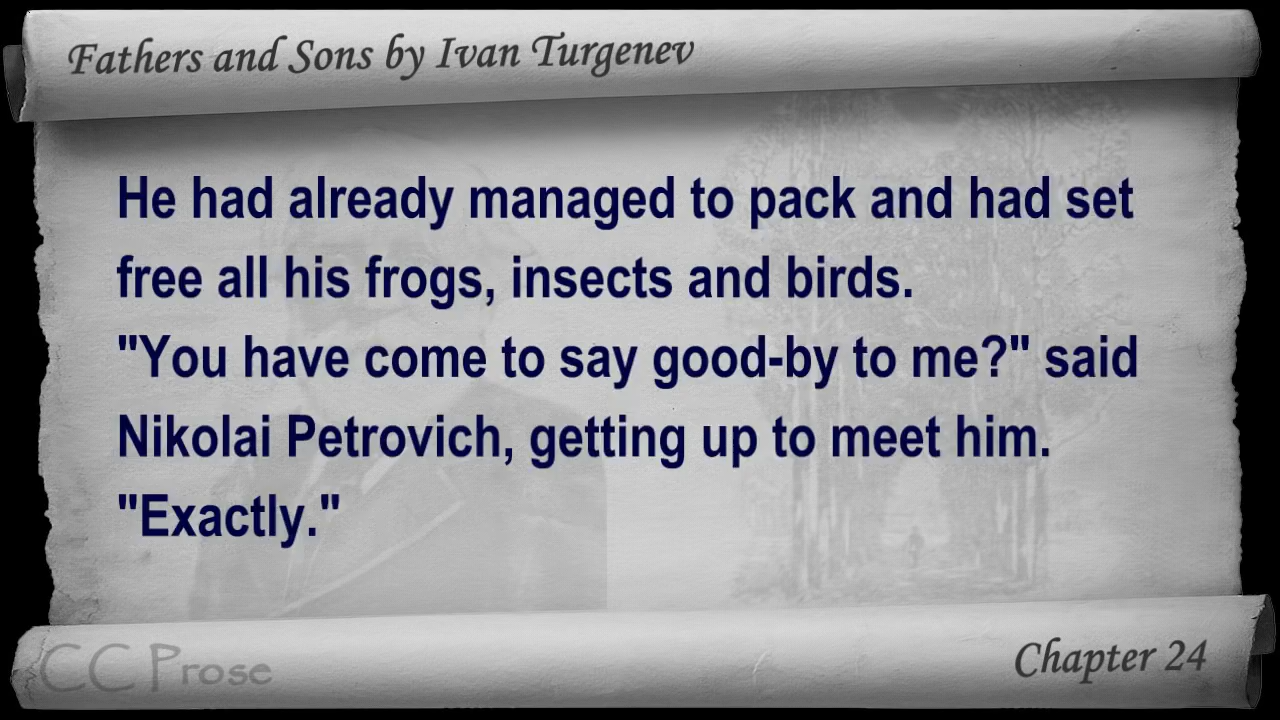 Fathers and Sons by Ivan Turgenev
He had already managed to pack and had set
free all his frogs, insects and birds.
"You have come to say good-by to me?" said
Nikolai Petrovich, getting up to meet him.
"Exactly."
CC Prose
Chapter 24